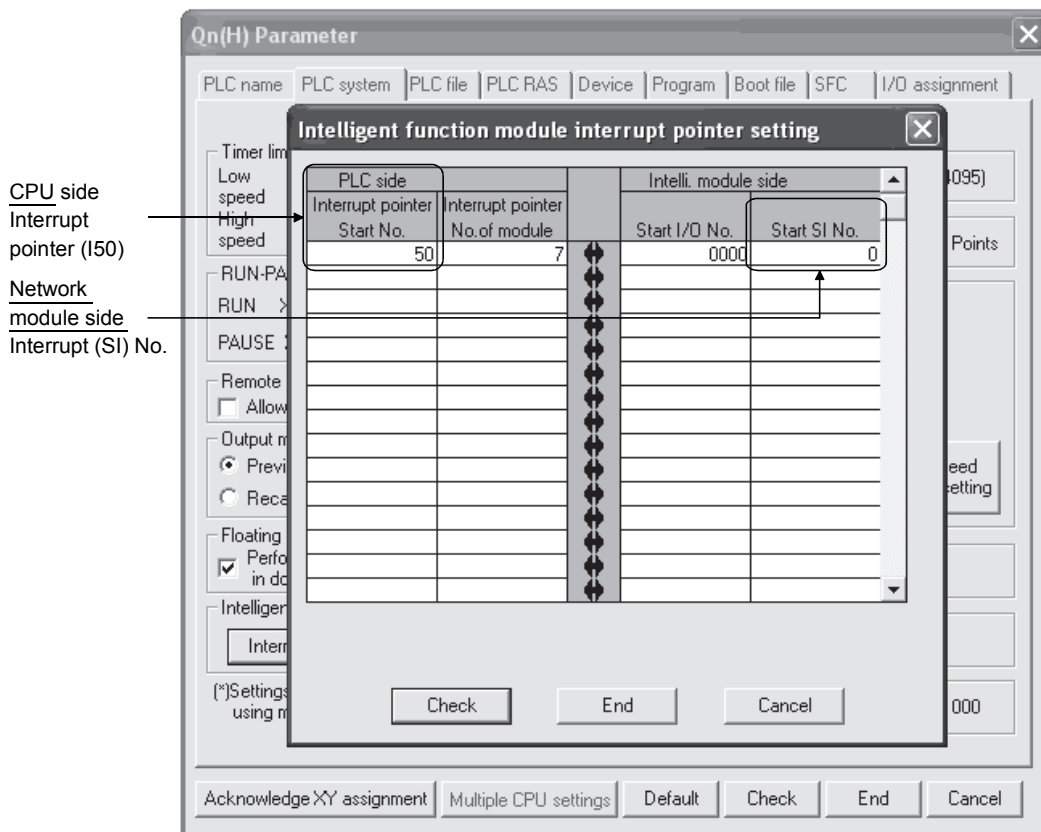 Qn(H) Parameter
PLC name PLC system PLC file PLC RAS Device Program Boot file SFC I/O assignment
Intelligent function module interrupt pointer setting
CPU side
Interrupt
pointer (I50)
Network
module side
Interrupt (SI) No.
Timer lim
Low
speed
High
speed
4095)
Points
RUN-PA
RUN
PAUSE
Remote
Allow
Output m
Previ
Reca
Floating
Perfo
in do
Intelliger
Interr
(*)Settings
using m
eed
setting
000
PLC side Intelli. module side
Interrupt pointer Interrupt pointer
Start No. No.of module Start I/O No. Start SI No.
50 7 0000 0
Check End Cancel
Acknowledge XY assignment Multiple CPU settings Default Check End Cancel